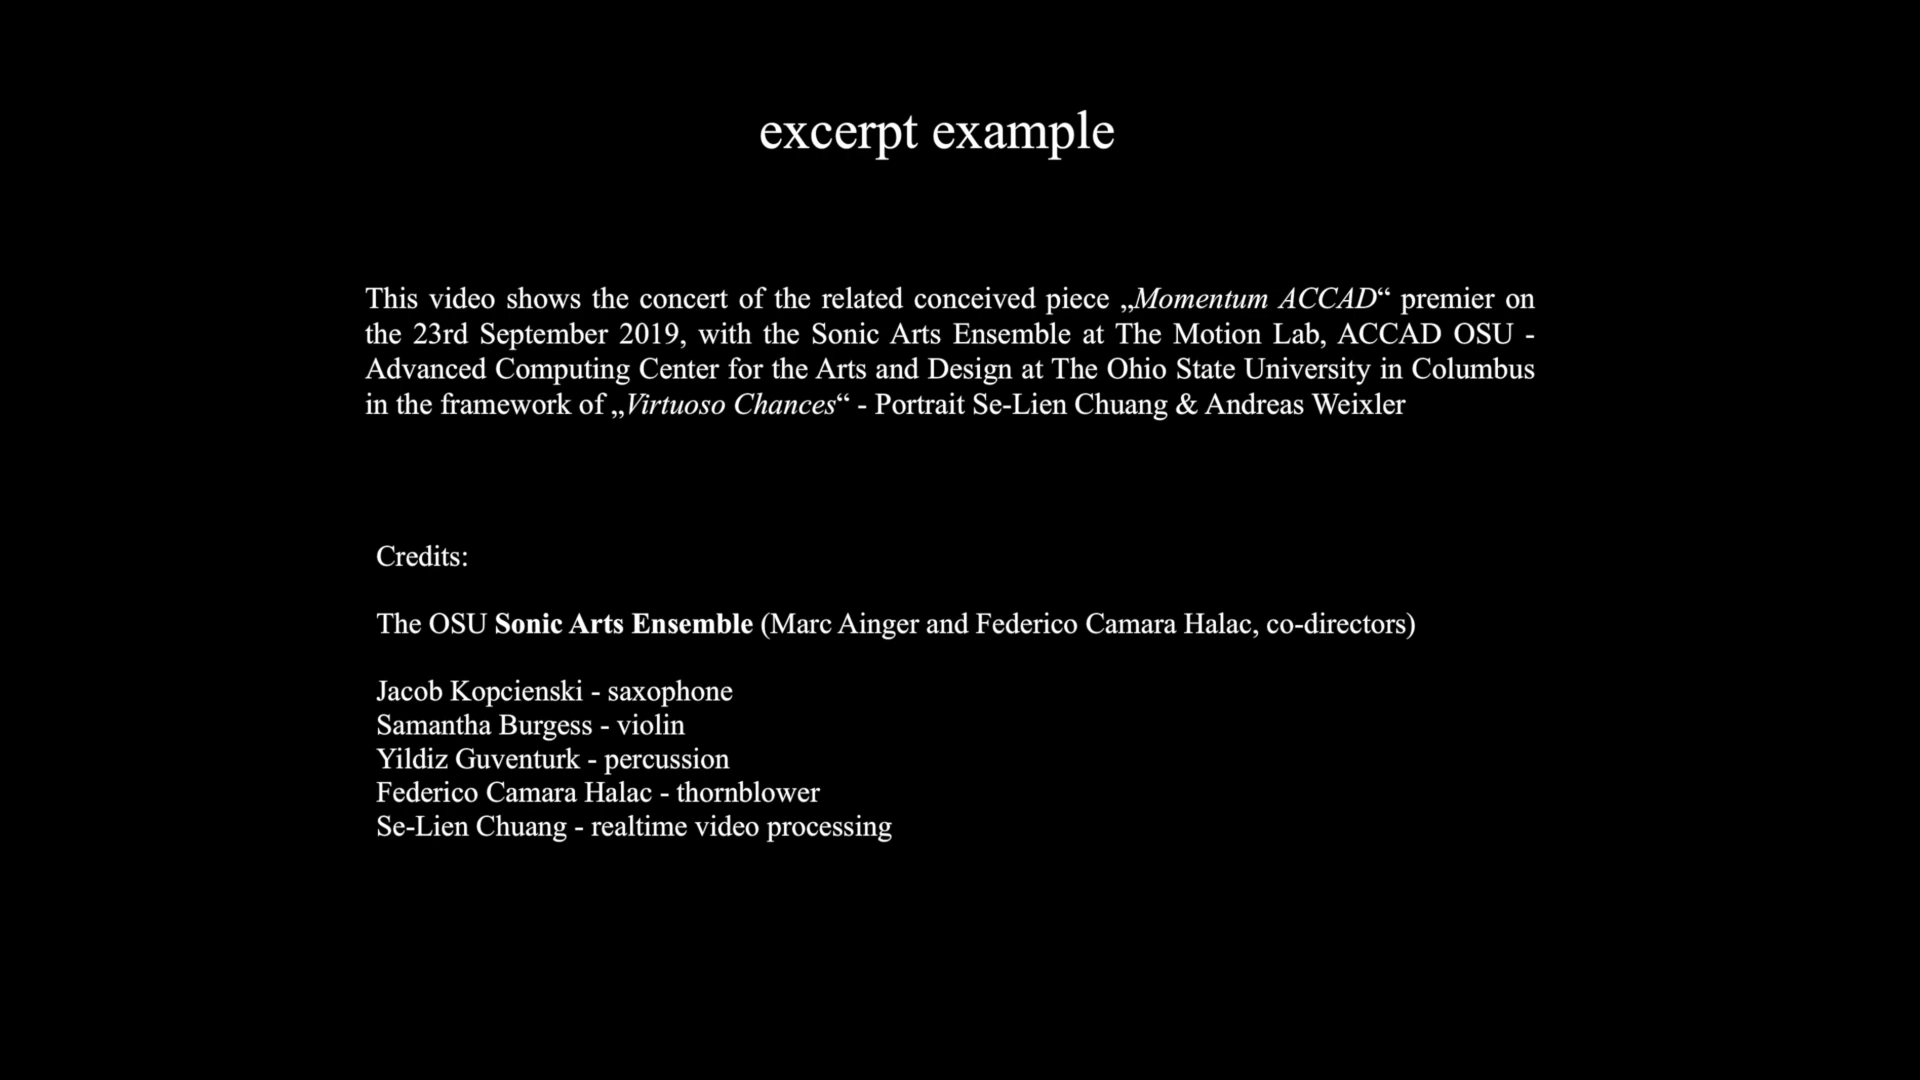 excerpt example
This video shows the concert of the related conceived piece „Momentum ACCAD“ premier on
the 23rd September 2019, with the Sonic Arts Ensemble at The Motion Lab, ACCAD OSU -
Advanced Computing Center for the Arts and Design at The Ohio State University in Columbus
in the framework of „Virtuoso Chances“ - Portrait Se-Lien Chuang & Andreas Weixler
Credits:
The OSU Sonic Arts Ensemble (Marc Ainger and Federico Camara Halac, co-directors)
Jacob Kopcienski - saxophone
Samantha Burgess - violin
Yildiz Guventurk - percussion
Federico Camara Halac - thornblower
Se-Lien Chuang - realtime video processing